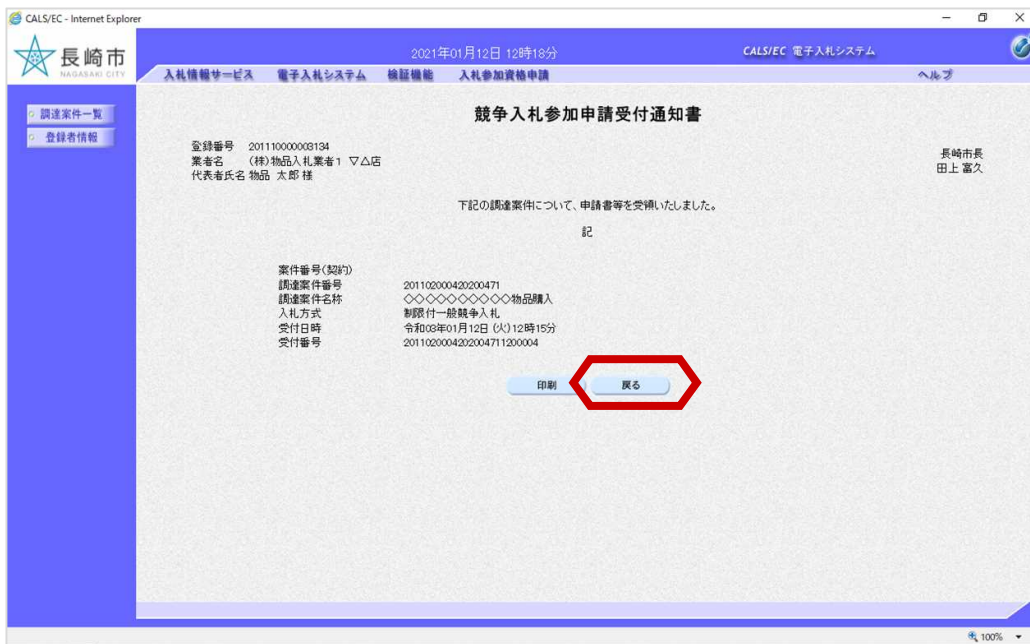 CALS/EC - Internet Explorer
長崎市
NAGASAKI CITY
2021年01月12日 12時18分
CALS/EC 電子入札システム
入札情報サービス 電子入札システム 検証機能 入札参加資格申請 ヘルプ
調達案件一覧
登録者情報
競争入札参加申請受付通知書
登録番号 201110000003134
業者名 (株)物品入札業者1 ▽△店
代表者氏名 物品 太郎 様
長崎市長
田上 富久
下記の調達案件について、申請書等を受領いたしました。
記
案件番号(契約)
調達案件番号 201102000420200471
調達案件名称 ◇◇◇◇◇◇◇◇◇◇物品購入
入札方式 制限付一般競争入札
受付日時 令和03年01月12日 (火)12時15分
受付番号 2011020004202004711200004
印刷 戻る
100%